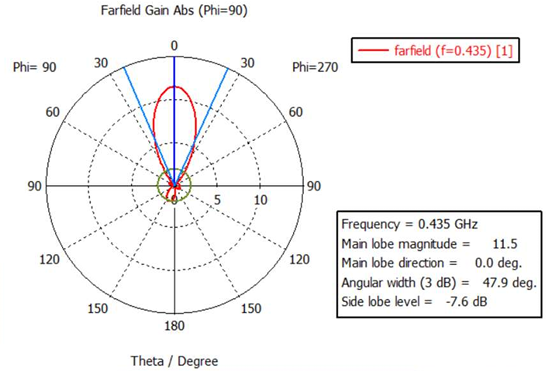 Farfield Gain Abs (Phi=90)
farfield (f=0.435) [1]
0
Phi= 90
30
30
Phi=270
60
60
90
0
5
10
90
120
120
150
150
180
Frequency = 0.435 GHz
Main lobe magnitude = 11.5
Main lobe direction = 0.0 deg.
Angular width (3 dB) = 47.9 deg.
Side lobe level = -7.6 dB
Theta / Degree